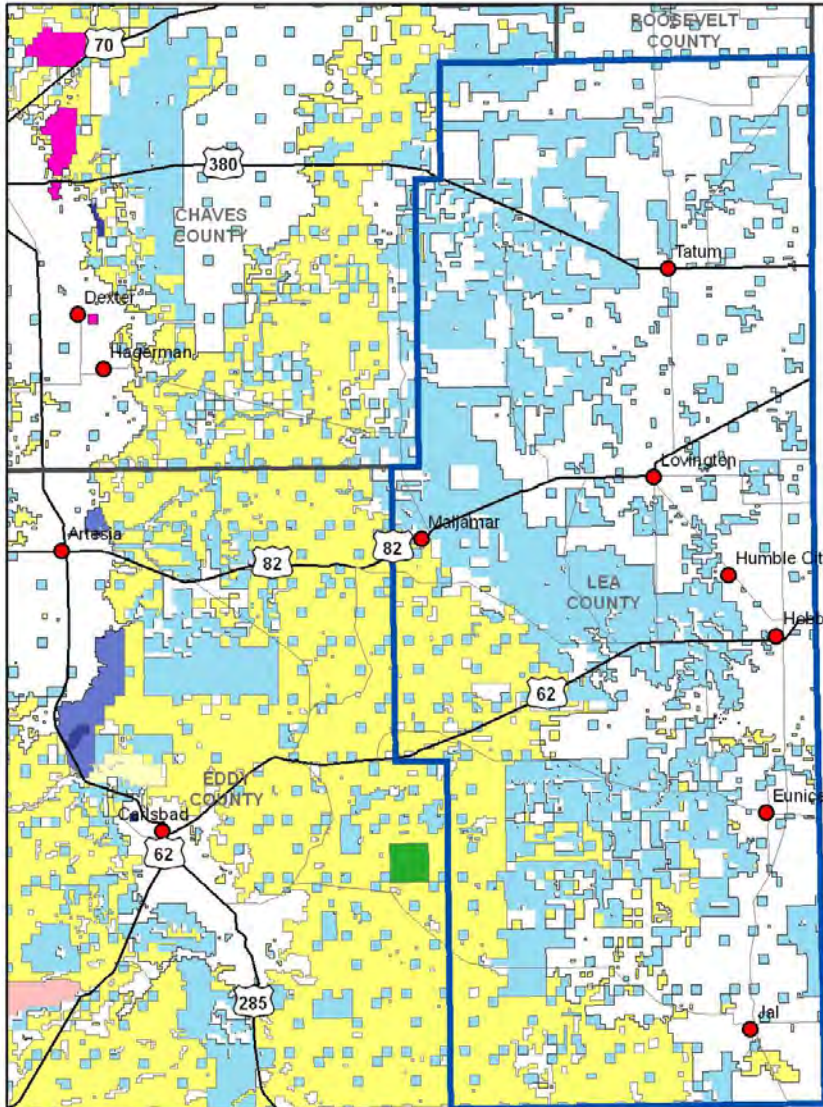 ROOSEVELT
COUNTY
70
380
CHAVES
COUNTY
Tatum
Dexter
Hagerman
Lovington
Maljamar
Artesia
82
82
Humble Cit
LEA
COUNTY
Hobb
62
EDDY
COUNTY
Eunice
Carlsbad
62
285
Jal